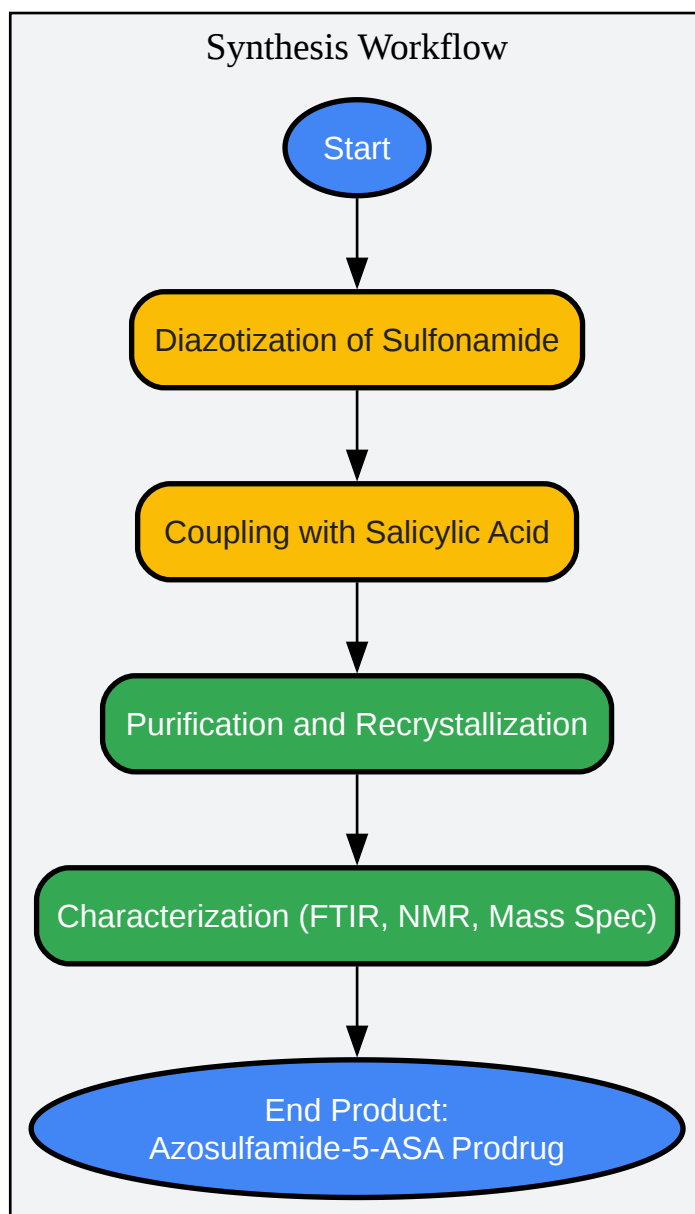 Synthesis Workflow
Start
Diazotization of Sulfonamide
Coupling with Salicylic Acid
Purification and Recrystallization
Characterization (FTIR, NMR, Mass Spec)
End Product:
Azosulfamide-5-ASA Prodrug